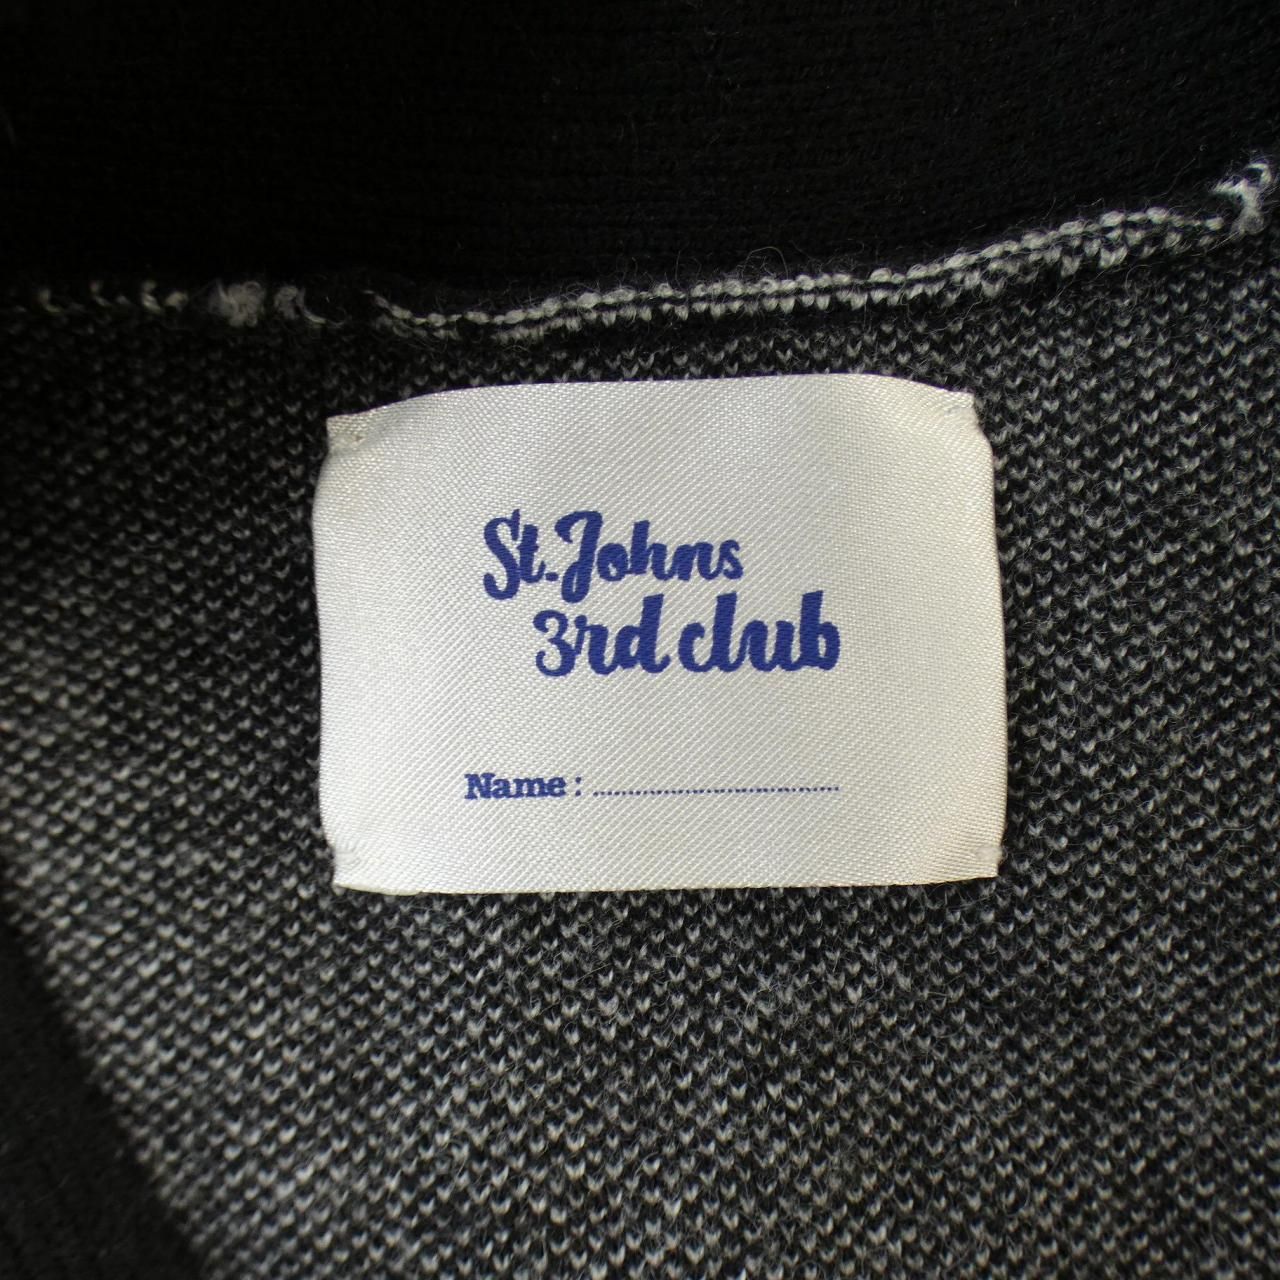 St. Johns
3rd club
Name : ....................................